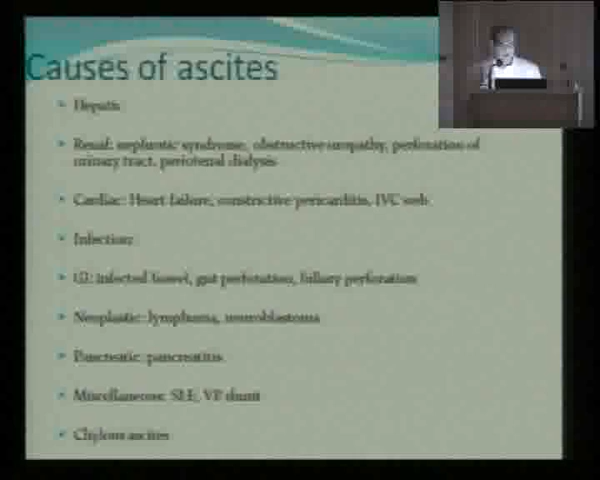 Causes of ascites
Hepatic
Renal: nephrotic syndrome, obstructive uropathy, perforation of
urinary tract, peritoneal dialysis
Cardiac: Heart failure, constrictive pericarditis, IVC web
Infection:
GI: infected bowel, gut perforation, biliary perforation
Neoplastic: lymphoma, neuroblastoma
Pancreatic: pancreatitis
Miscellaneous: SLE, VP shunt
Chylous ascites